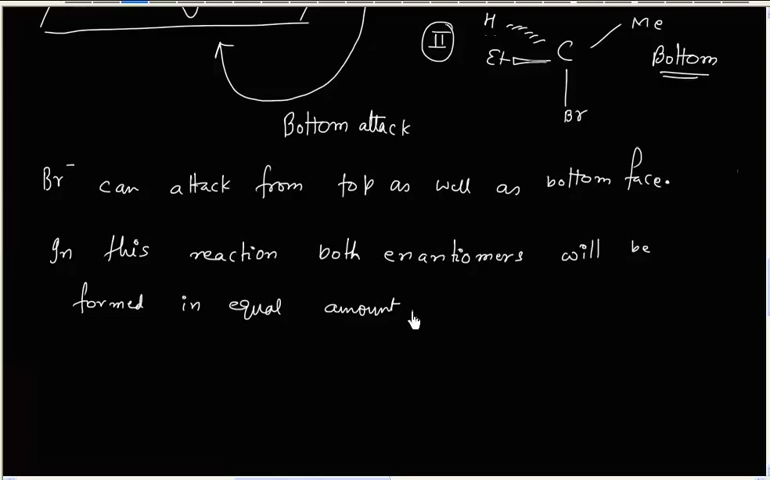 H
Me
II
Et
C
Bottom
Br
Bottom attack
Br⁻ can attack from top as well as bottom face.
In this reaction both enantiomers will be
formed in equal amount